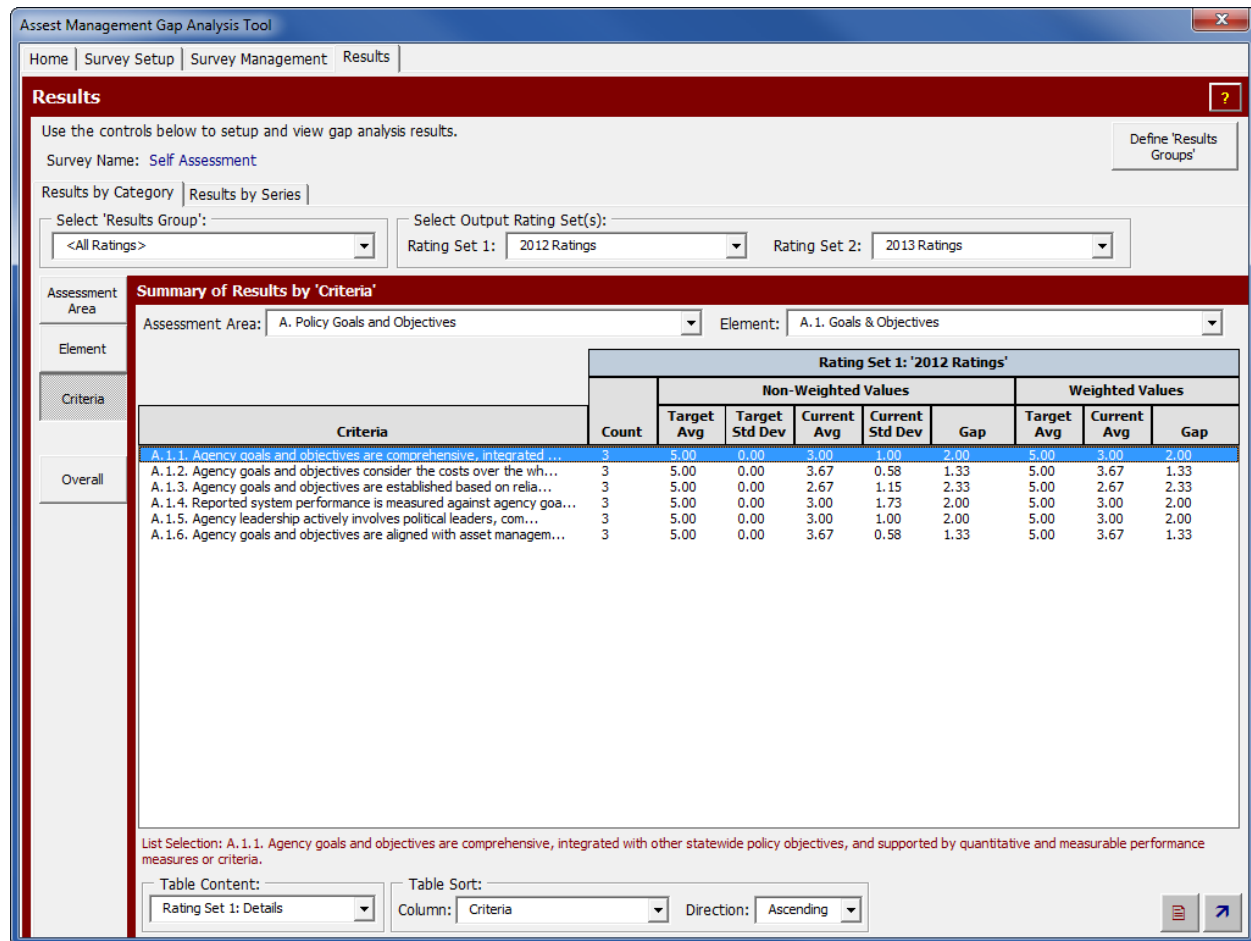 Assest Management Gap Analysis Tool
Home Survey Setup Survey Management Results
Results ?
Use the controls below to setup and view gap analysis results.
Define 'Results Groups'
Survey Name: Self Assessment
Results by Category Results by Series
Select 'Results Group': Select Output Rating Set(s):
<All Ratings> Rating Set 1: 2012 Ratings Rating Set 2: 2013 Ratings
Assessment Area
Element
Criteria
Overall
Summary of Results by 'Criteria'
Assessment Area: A. Policy Goals and Objectives Element: A.1. Goals & Objectives
Rating Set 1: '2012 Ratings'
Non-Weighted Values Weighted Values
Criteria Count Target Avg Target Std Dev Current Avg Current Std Dev Gap Target Avg Current Avg Gap
A.1.1. Agency goals and objectives are comprehensive, integrated ... 3 5.00 0.00 3.00 1.00 2.00 5.00 3.00 2.00
A.1.2. Agency goals and objectives consider the costs over the wh... 3 5.00 0.00 3.67 0.58 1.33 5.00 3.67 1.33
A.1.3. Agency goals and objectives are established based on relia... 3 5.00 0.00 2.67 1.15 2.33 5.00 2.67 2.33
A.1.4. Reported system performance is measured against agency goa... 3 5.00 0.00 3.00 1.73 2.00 5.00 3.00 2.00
A.1.5. Agency leadership actively involves political leaders, com... 3 5.00 0.00 3.00 1.00 2.00 5.00 3.00 2.00
A.1.6. Agency goals and objectives are aligned with asset managem... 3 5.00 0.00 3.67 0.58 1.33 5.00 3.67 1.33
List Selection: A.1.1. Agency goals and objectives are comprehensive, integrated with other statewide policy objectives, and supported by quantitative and measurable performance
measures or criteria.
Table Content: Table Sort:
Rating Set 1: Details Column: Criteria Direction: Ascending